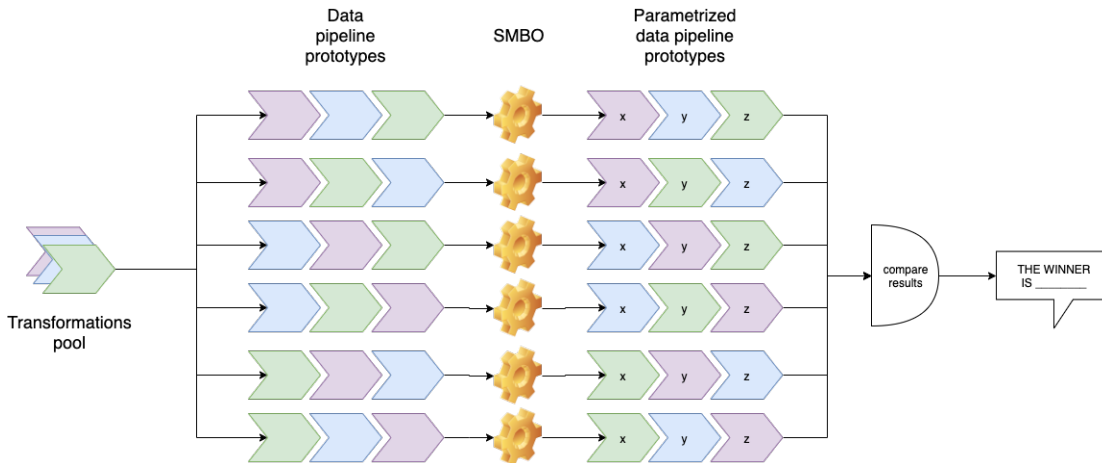 Data
pipeline
prototypes
SMBO
Parametrized
data pipeline
prototypes
x y z
x y z
x y z
x y z
x y z
x y z
Transformations
pool
compare
results
THE WINNER
IS ________